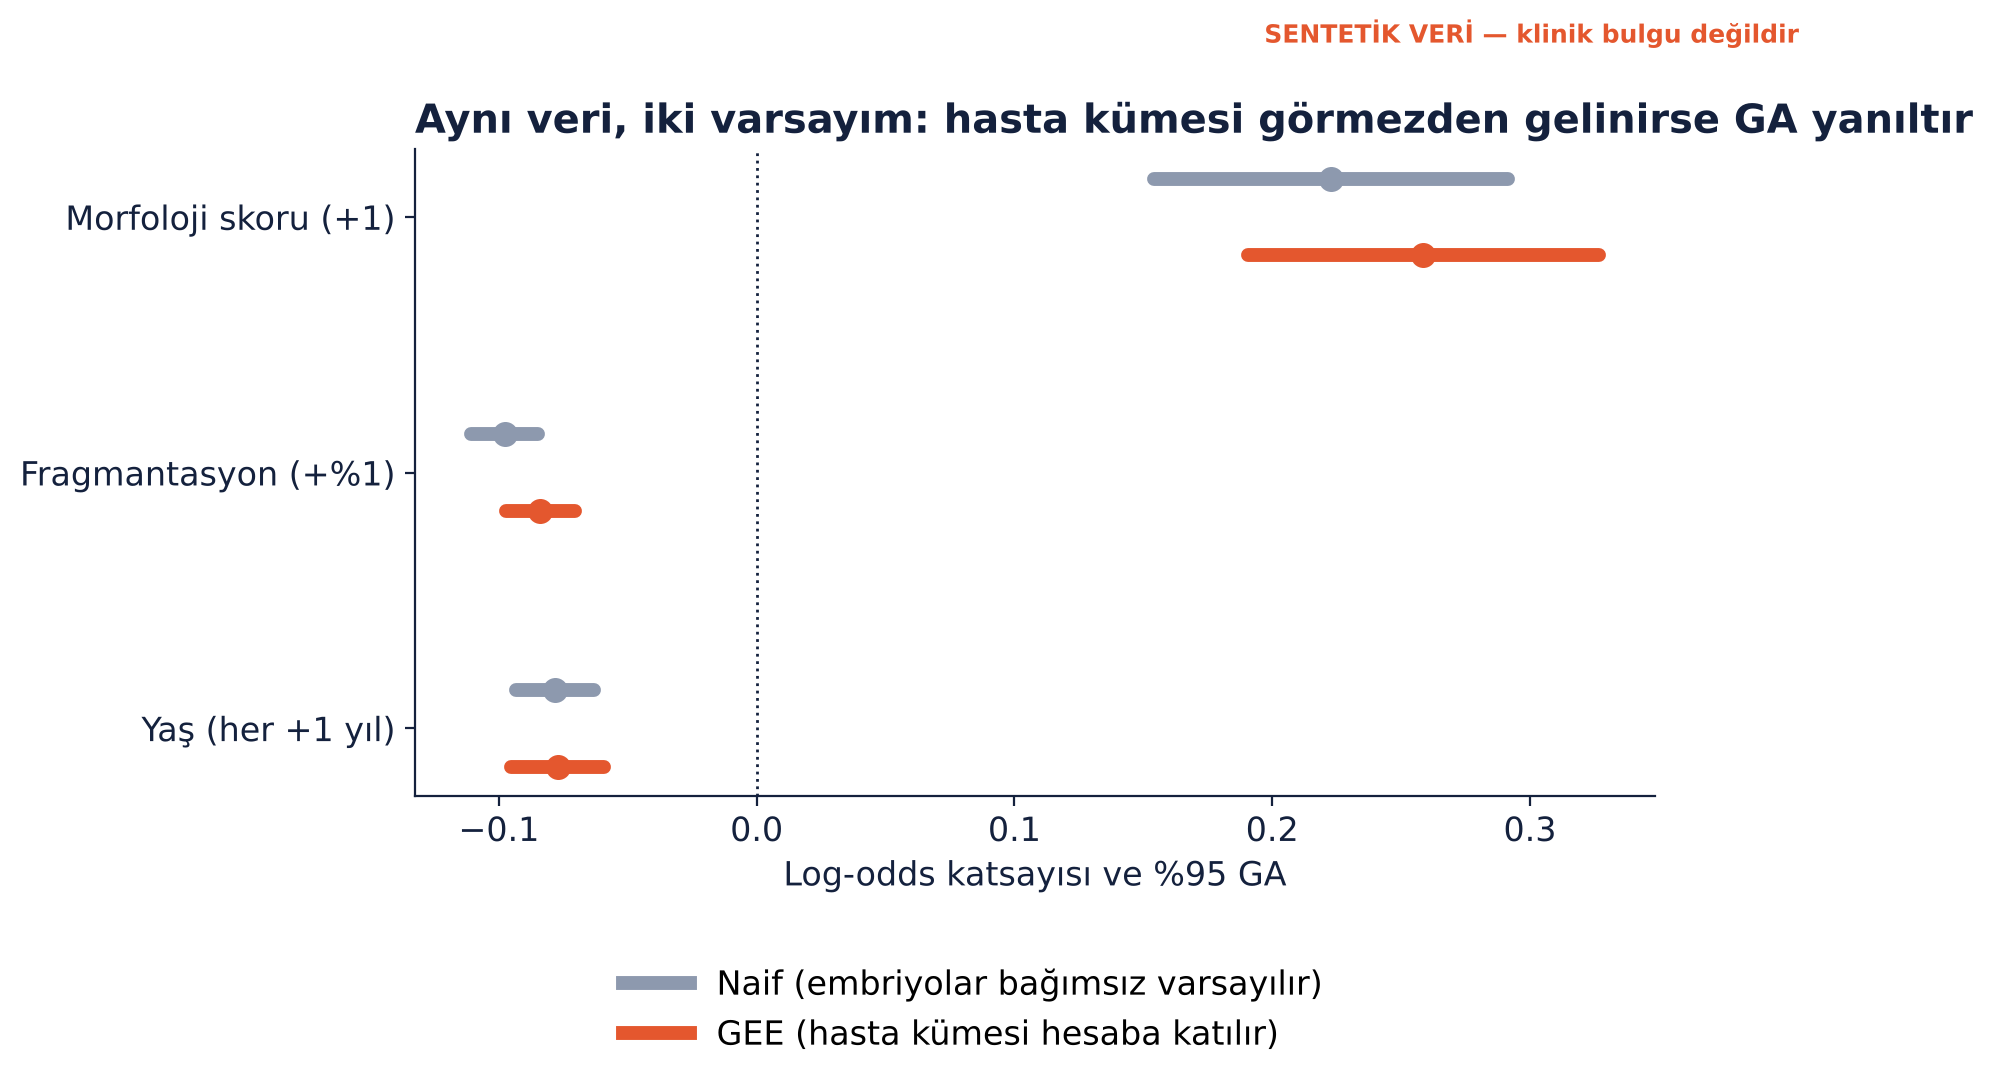 SENTETİK VERİ — klinik bulgu değildir
Aynı veri, iki varsayım: hasta kümesi görmezden gelinirse GA yanıltır
Morfoloji skoru (+1)
Fragmantasyon (+%1)
Yaş (her +1 yıl)
−0.1 0.0 0.1 0.2 0.3
Log-odds katsayısı ve %95 GA
Naif (embriyolar bağımsız varsayılır)
GEE (hasta kümesi hesaba katılır)